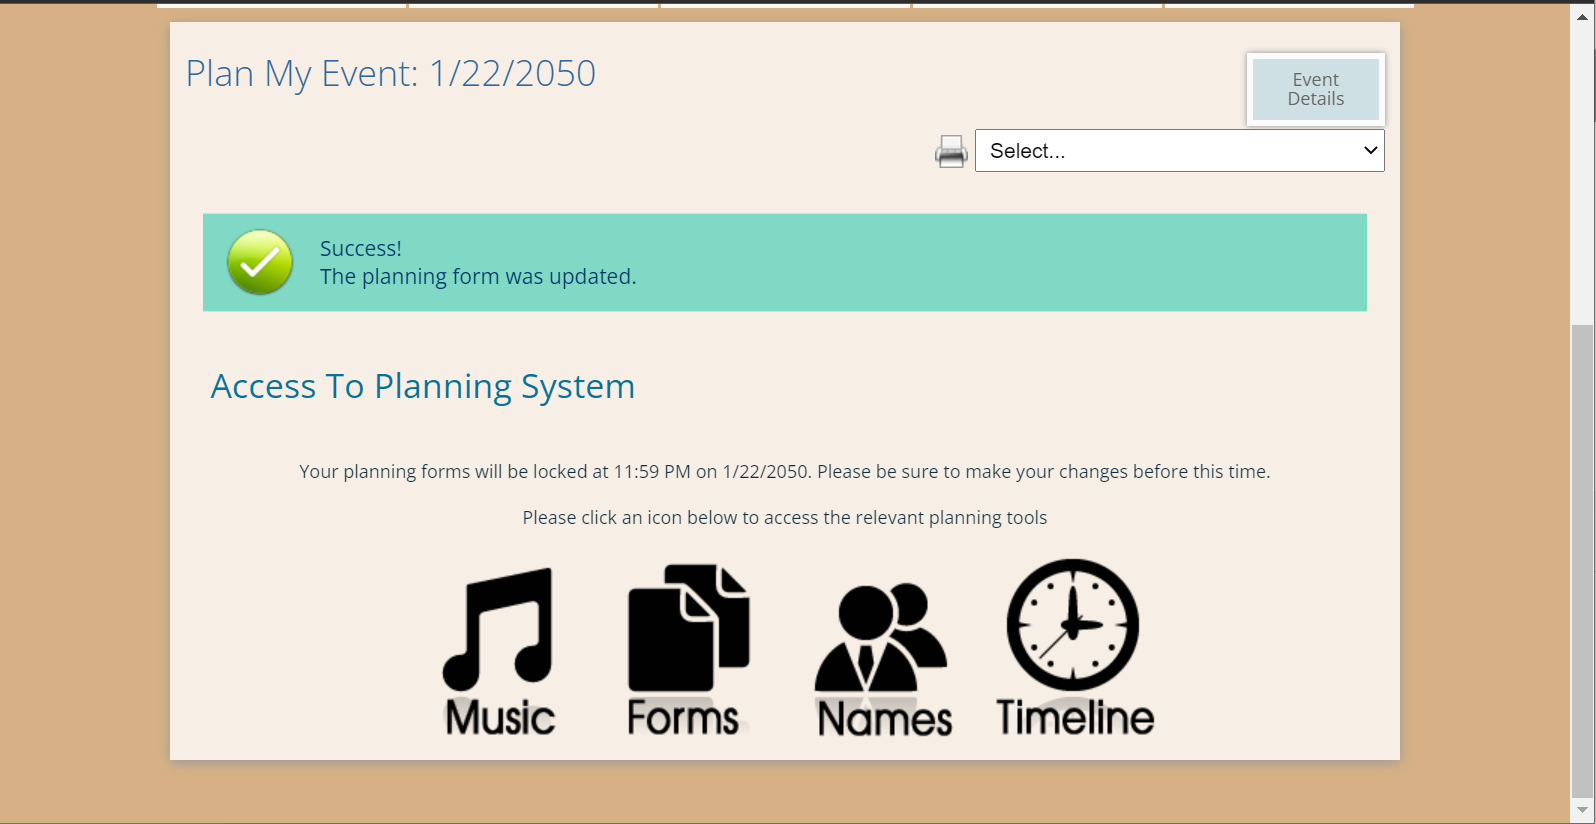 Plan My Event: 1/22/2050
Event
Details
Select...
Success!
The planning form was updated.
Access To Planning System
Your planning forms will be locked at 11:59 PM on 1/22/2050. Please be sure to make your changes before this time.
Please click an icon below to access the relevant planning tools
Music Forms Names Timeline